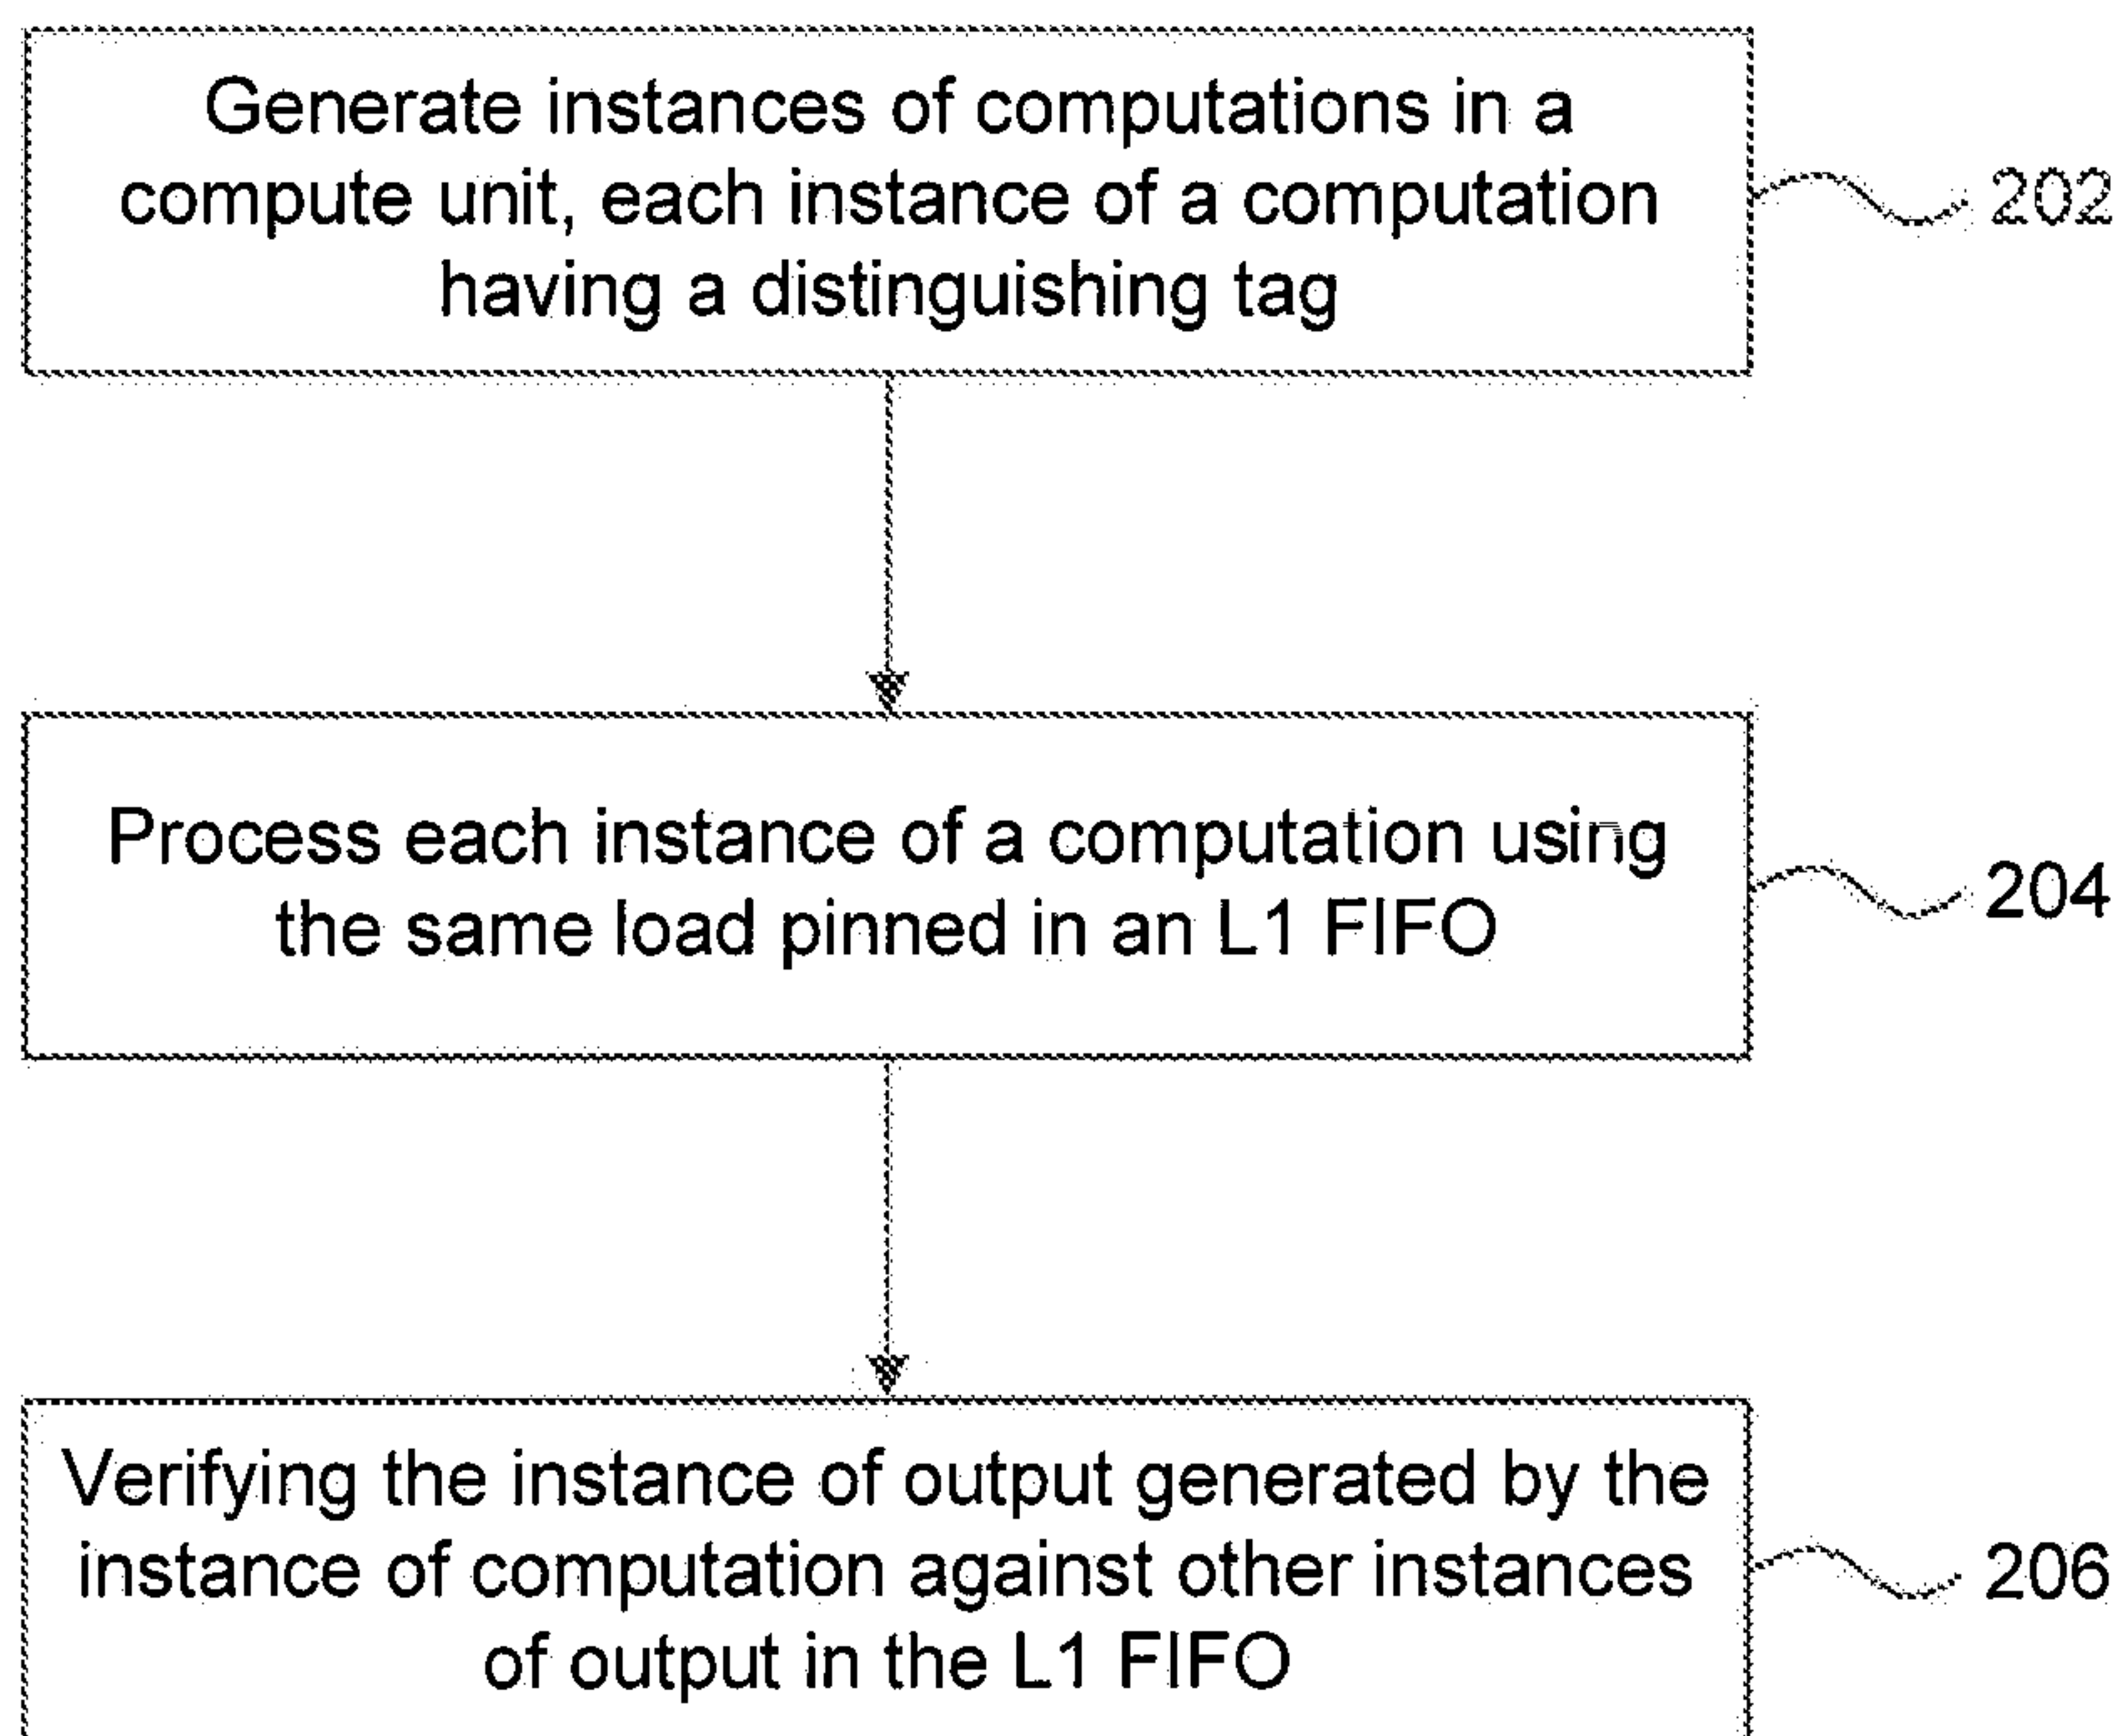 Generate instances of computations in a
compute unit, each instance of a computation
having a distinguishing tag
202
Process each instance of a computation using
the same load pinned in an L1 FIFO
204
Verifying the instance of output generated by the
instance of computation against other instances
of output in the L1 FIFO
206